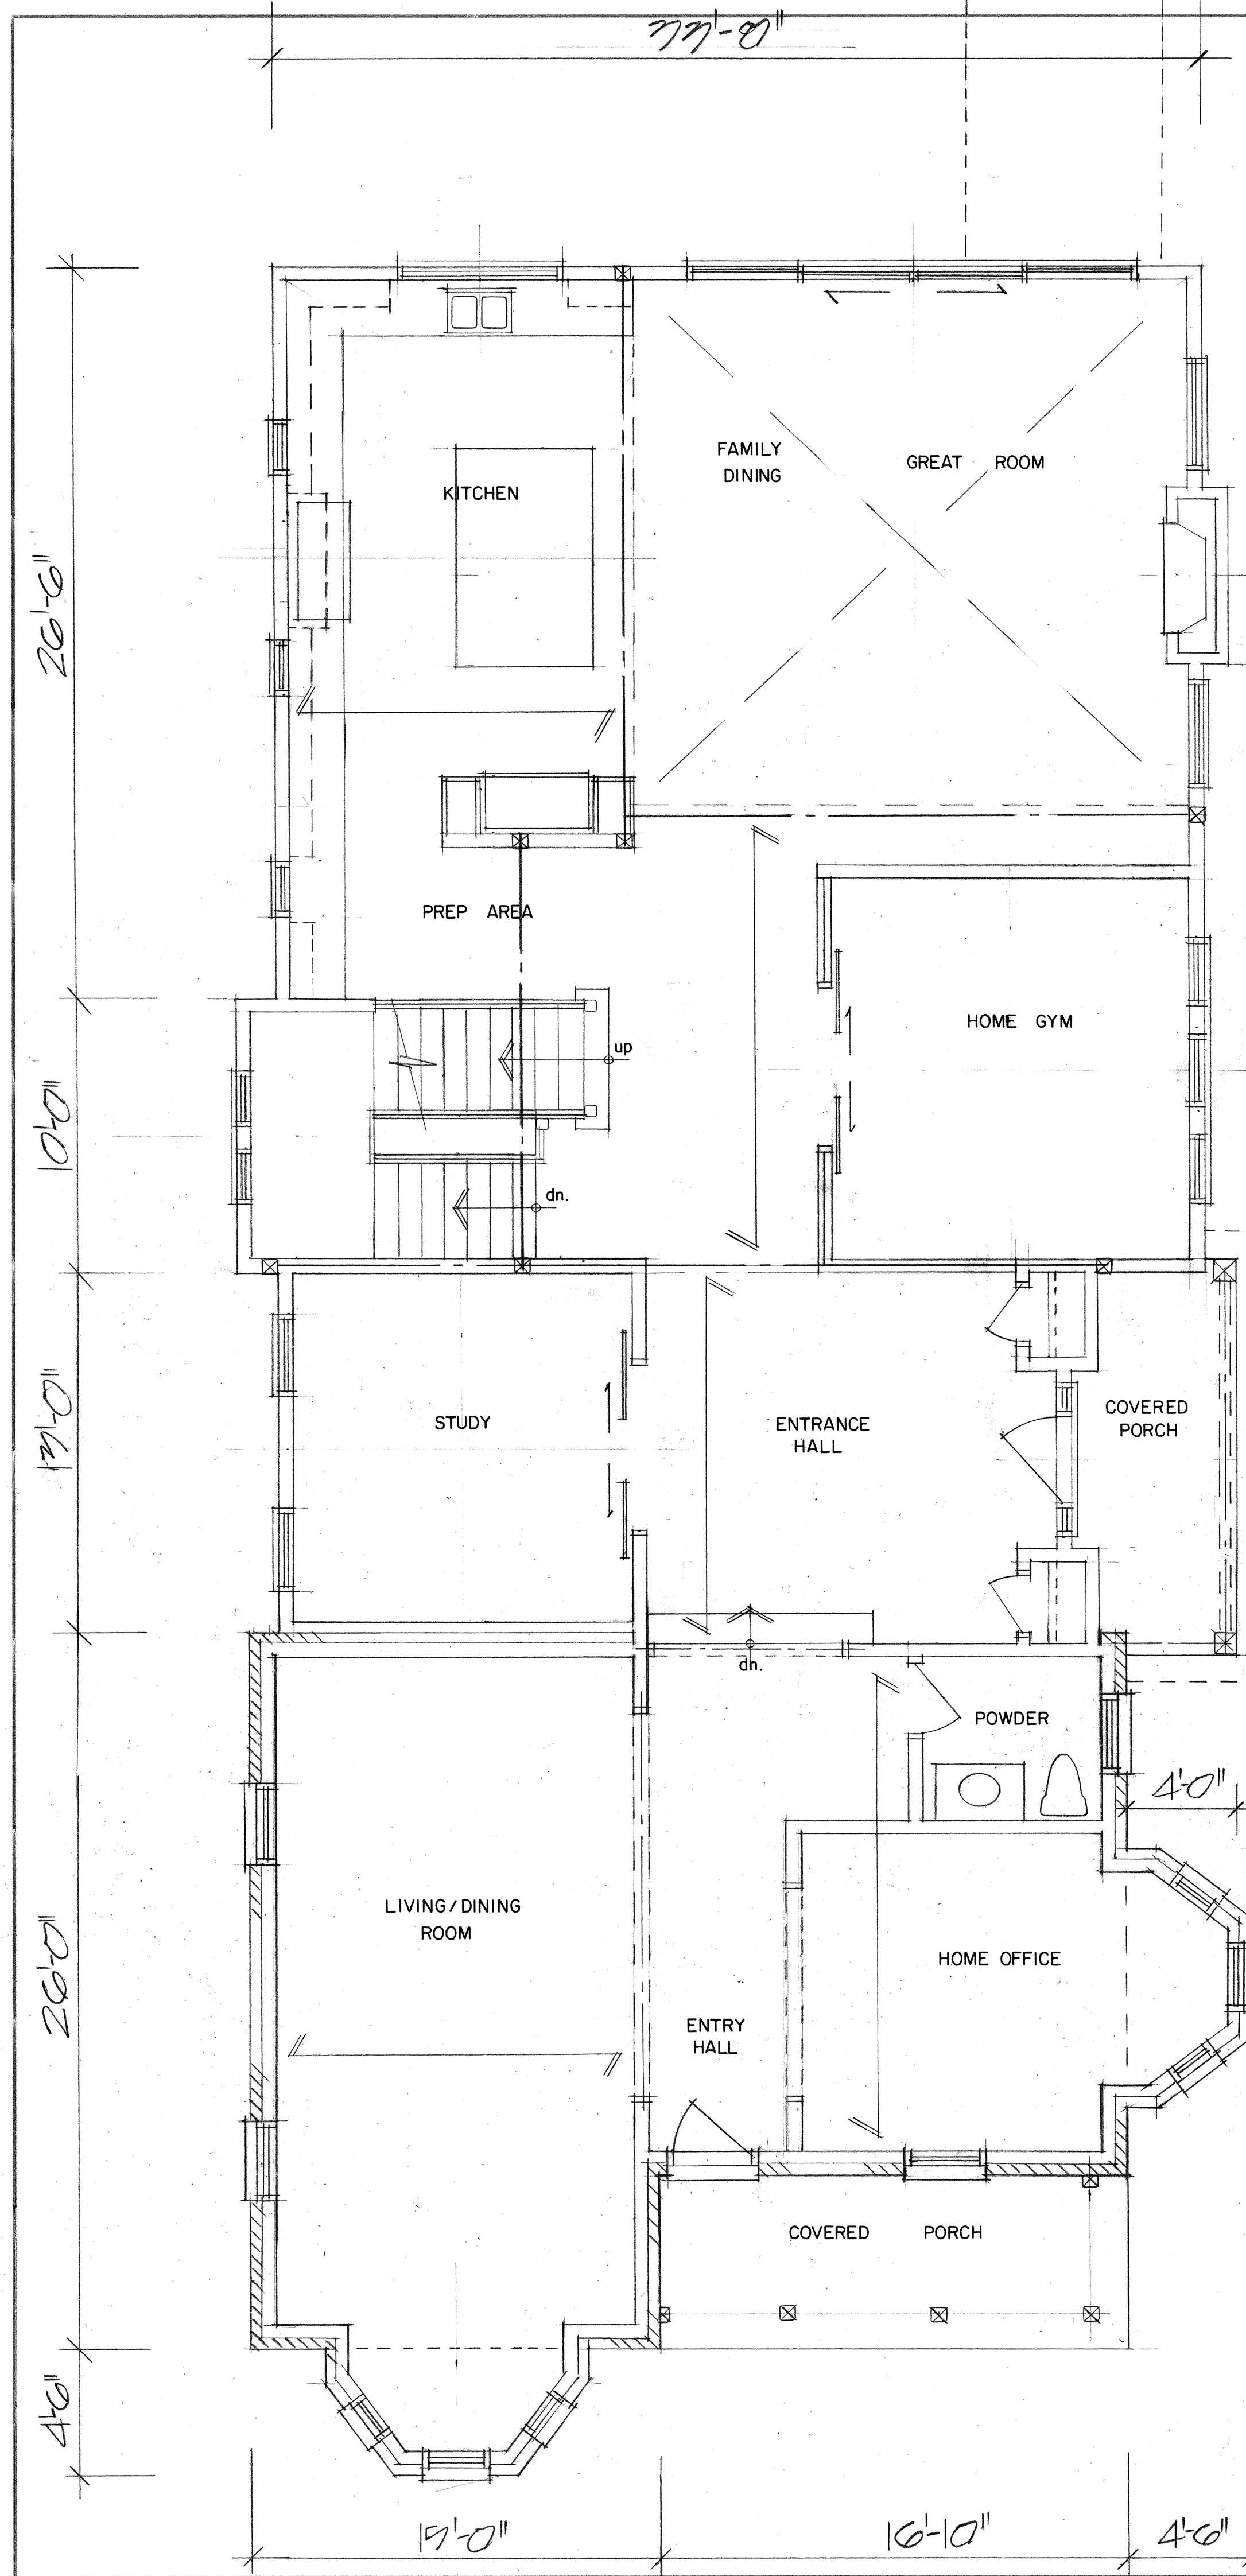 26'-6"
KITCHEN
FAMILY
DINING
GREAT ROOM
PREP AREA
HOME GYM
up
10'-0"
dn.
13'-0"
STUDY
ENTRANCE
HALL
COVERED
PORCH
dn.
POWDER
4'-0"
LIVING/DINING
ROOM
HOME OFFICE
26'-0"
ENTRY
HALL
COVERED PORCH
4'-6"
15'-0"
16'-10"
4'-6"